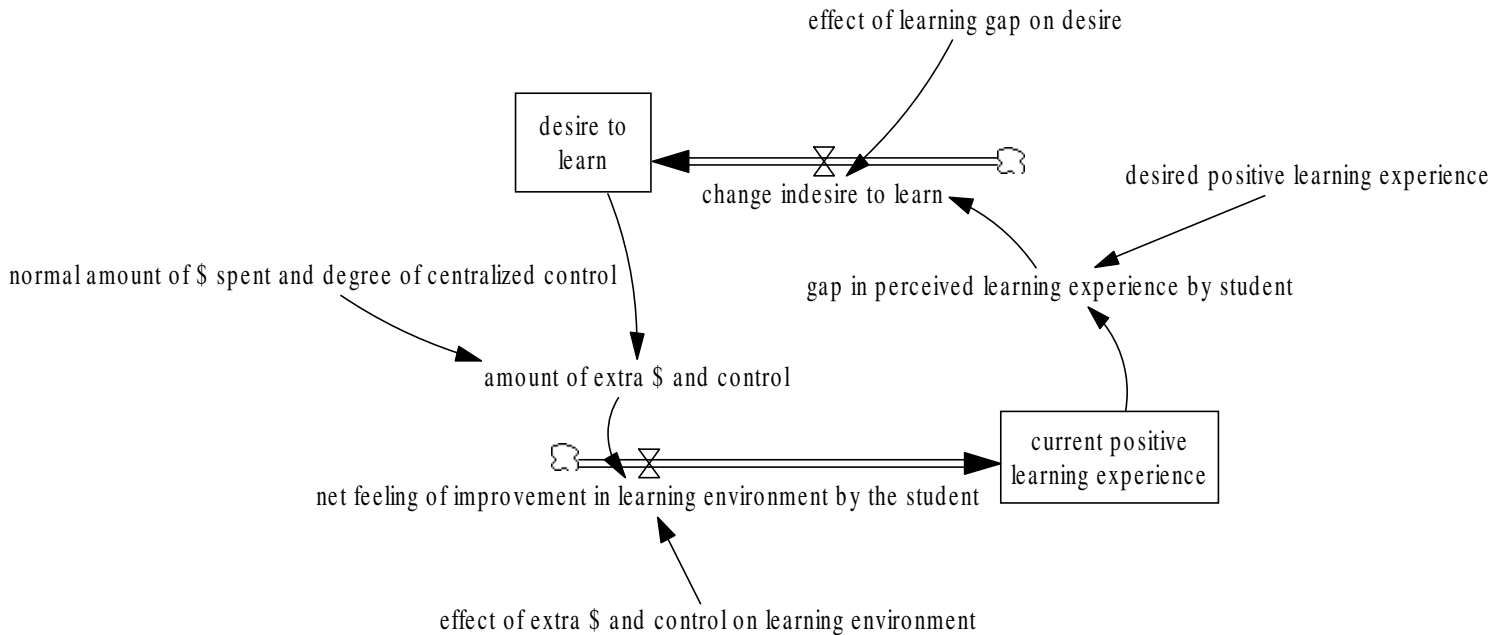 effect of learning gap on desire
desire to
learn
change indesire to learn
desired positive learning experience
normal amount of $ spent and degree of centralized control
gap in perceived learning experience by student
amount of extra $ and control
current positive
learning experience
net feeling of improvement in learning environment by the student
effect of extra $ and control on learning environment